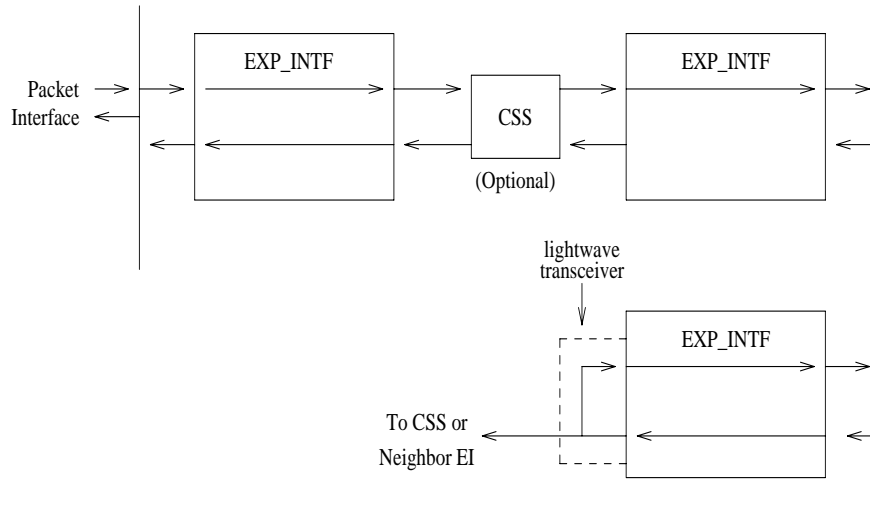 EXP_INTF
EXP_INTF
Packet
Interface
CSS
(Optional)
lightwave
transceiver
EXP_INTF
To CSS or
Neighbor EI